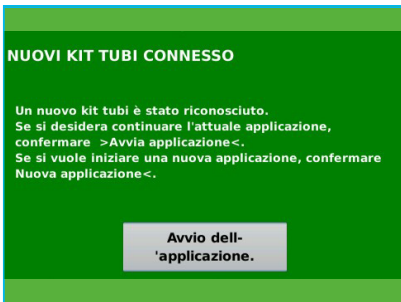 NUOVI KIT TUBI CONNESSO
Un nuovo kit tubi è stato riconosciuto.
Se si desidera continuare l'attuale applicazione,
confermare >Avvia applicazione<.
Se si vuole iniziare una nuova applicazione, confermare
Nuova applicazione<.
Avvio dell-
'applicazione.